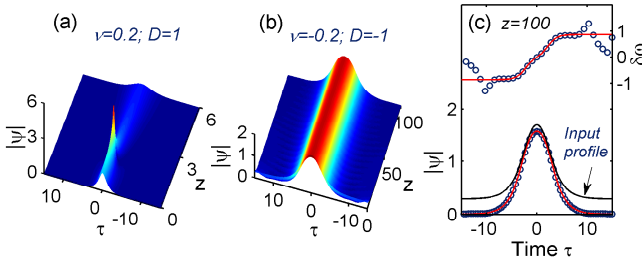 (a)
ν=0.2; D=1
6
3
0
|ψ|
10 0 -10
τ
0 3 6
z
(b)
ν=-0.2; D=-1
2
1
0
|ψ|
10 0 -10
τ
0 50 100
z
(c) z=100
1
0
-1
δω
2
1
0
|ψ|
Input
profile
-10 0 10
Time τ